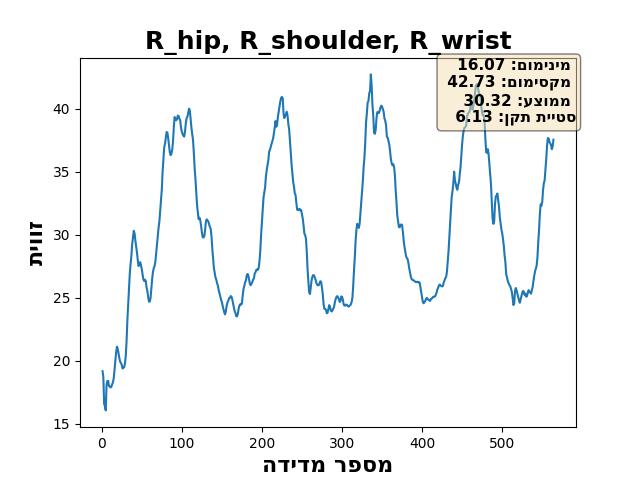 R_hip, R_shoulder, R_wrist
מינימום: 16.07
מקסימום: 42.73
ממוצע: 30.32
סטיית תקן: 6.13
זווית
40
35
30
25
20
15
0 100 200 300 400 500
מספר מדידה